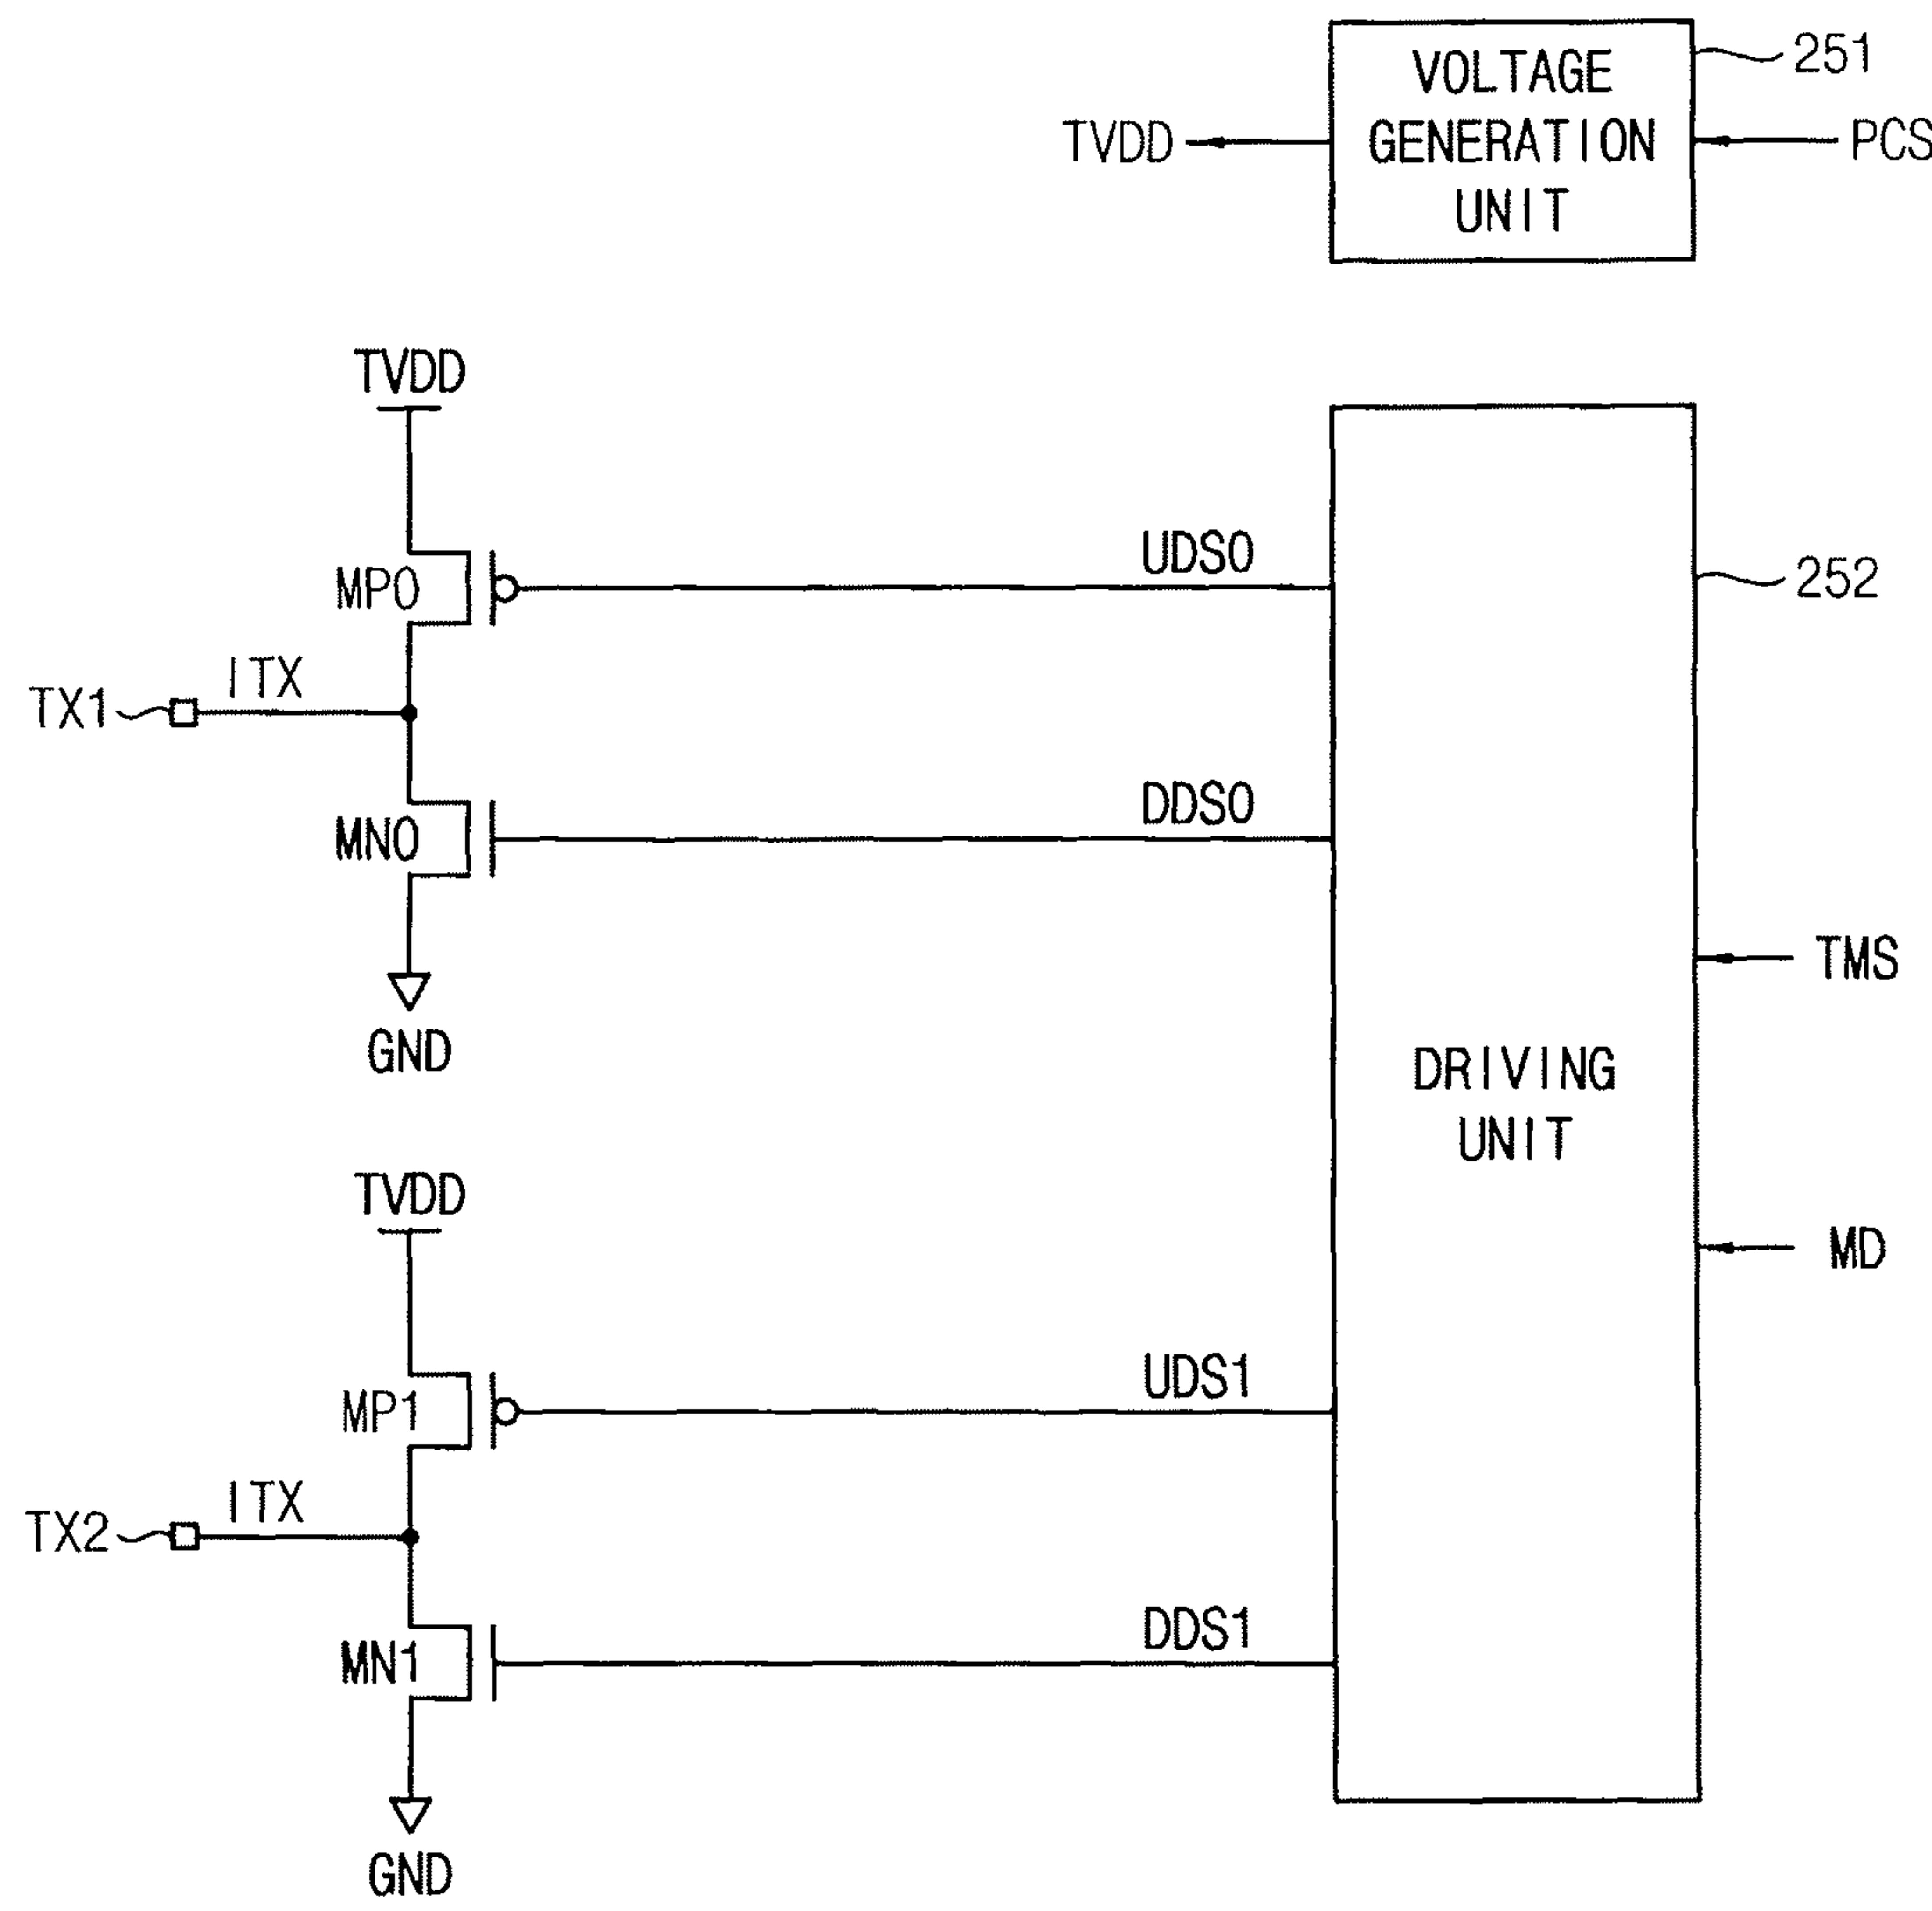 VOLTAGE
GENERATION
UNIT
251
TVDD
PCS
TVDD
UDS0
252
MP0
ITX
TX1
DDS0
MN0
TMS
GND
DRIVING
UNIT
TVDD
MD
UDS1
MP1
ITX
TX2
DDS1
MN1
GND